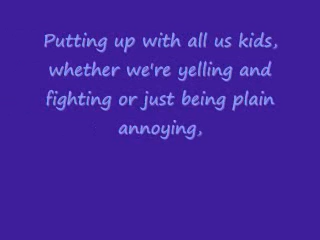 Putting up with all us kids,
whether we're yelling and
fighting or just being plain
annoying,